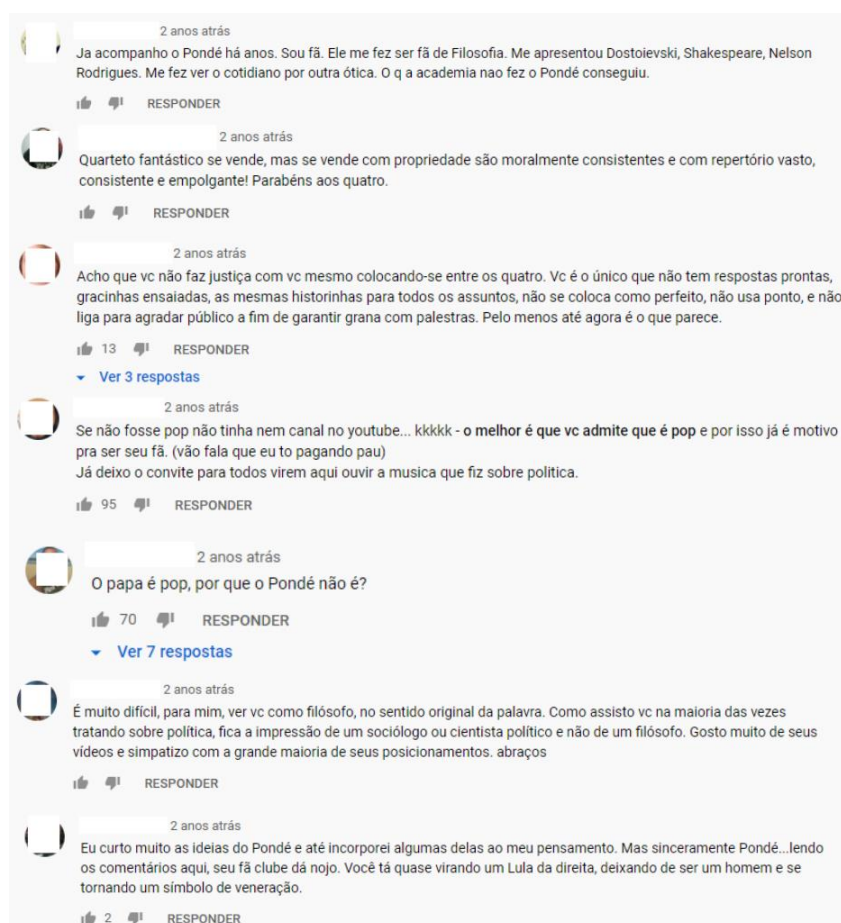 2 anos atrás
Ja acompanho o Pondé há anos. Sou fã. Ele me fez ser fã de Filosofia. Me apresentou Dostoievski, Shakespeare, Nelson
Rodrigues. Me fez ver o cotidiano por outra ótica. O q a academia nao fez o Pondé conseguiu.
RESPONDER
2 anos atrás
Quarteto fantástico se vende, mas se vende com propriedade são moralmente consistentes e com repertório vasto,
consistente e empolgante! Parabéns aos quatro.
RESPONDER
2 anos atrás
Acho que vc não faz justiça com vc mesmo colocando-se entre os quatro. Vc é o único que não tem respostas prontas,
gracinhas ensaiadas, as mesmas historinhas para todos os assuntos, não se coloca como perfeito, não usa ponto, e não
liga para agradar público a fim de garantir grana com palestras. Pelo menos até agora é o que parece.
13 RESPONDER
Ver 3 respostas
2 anos atrás
Se não fosse pop não tinha nem canal no youtube... kkkkk - o melhor é que vc admite que é pop e por isso já é motivo
pra ser seu fã. (vão fala que eu to pagando pau)
Já deixo o convite para todos virem aqui ouvir a musica que fiz sobre politica.
95 RESPONDER
2 anos atrás
O papa é pop, por que o Pondé não é?
70 RESPONDER
Ver 7 respostas
2 anos atrás
É muito difícil, para mim, ver vc como filósofo, no sentido original da palavra. Como assisto vc na maioria das vezes
tratando sobre política, fica a impressão de um sociólogo ou cientista político e não de um filósofo. Gosto muito de seus
vídeos e simpatizo com a grande maioria de seus posicionamentos. abraços
RESPONDER
2 anos atrás
Eu curto muito as ideias do Pondé e até incorporei algumas delas ao meu pensamento. Mas sinceramente Pondé...lendo
os comentários aqui, seu fã clube dá nojo. Você tá quase virando um Lula da direita, deixando de ser um homem e se
tornando um símbolo de veneração.
2 RESPONDER